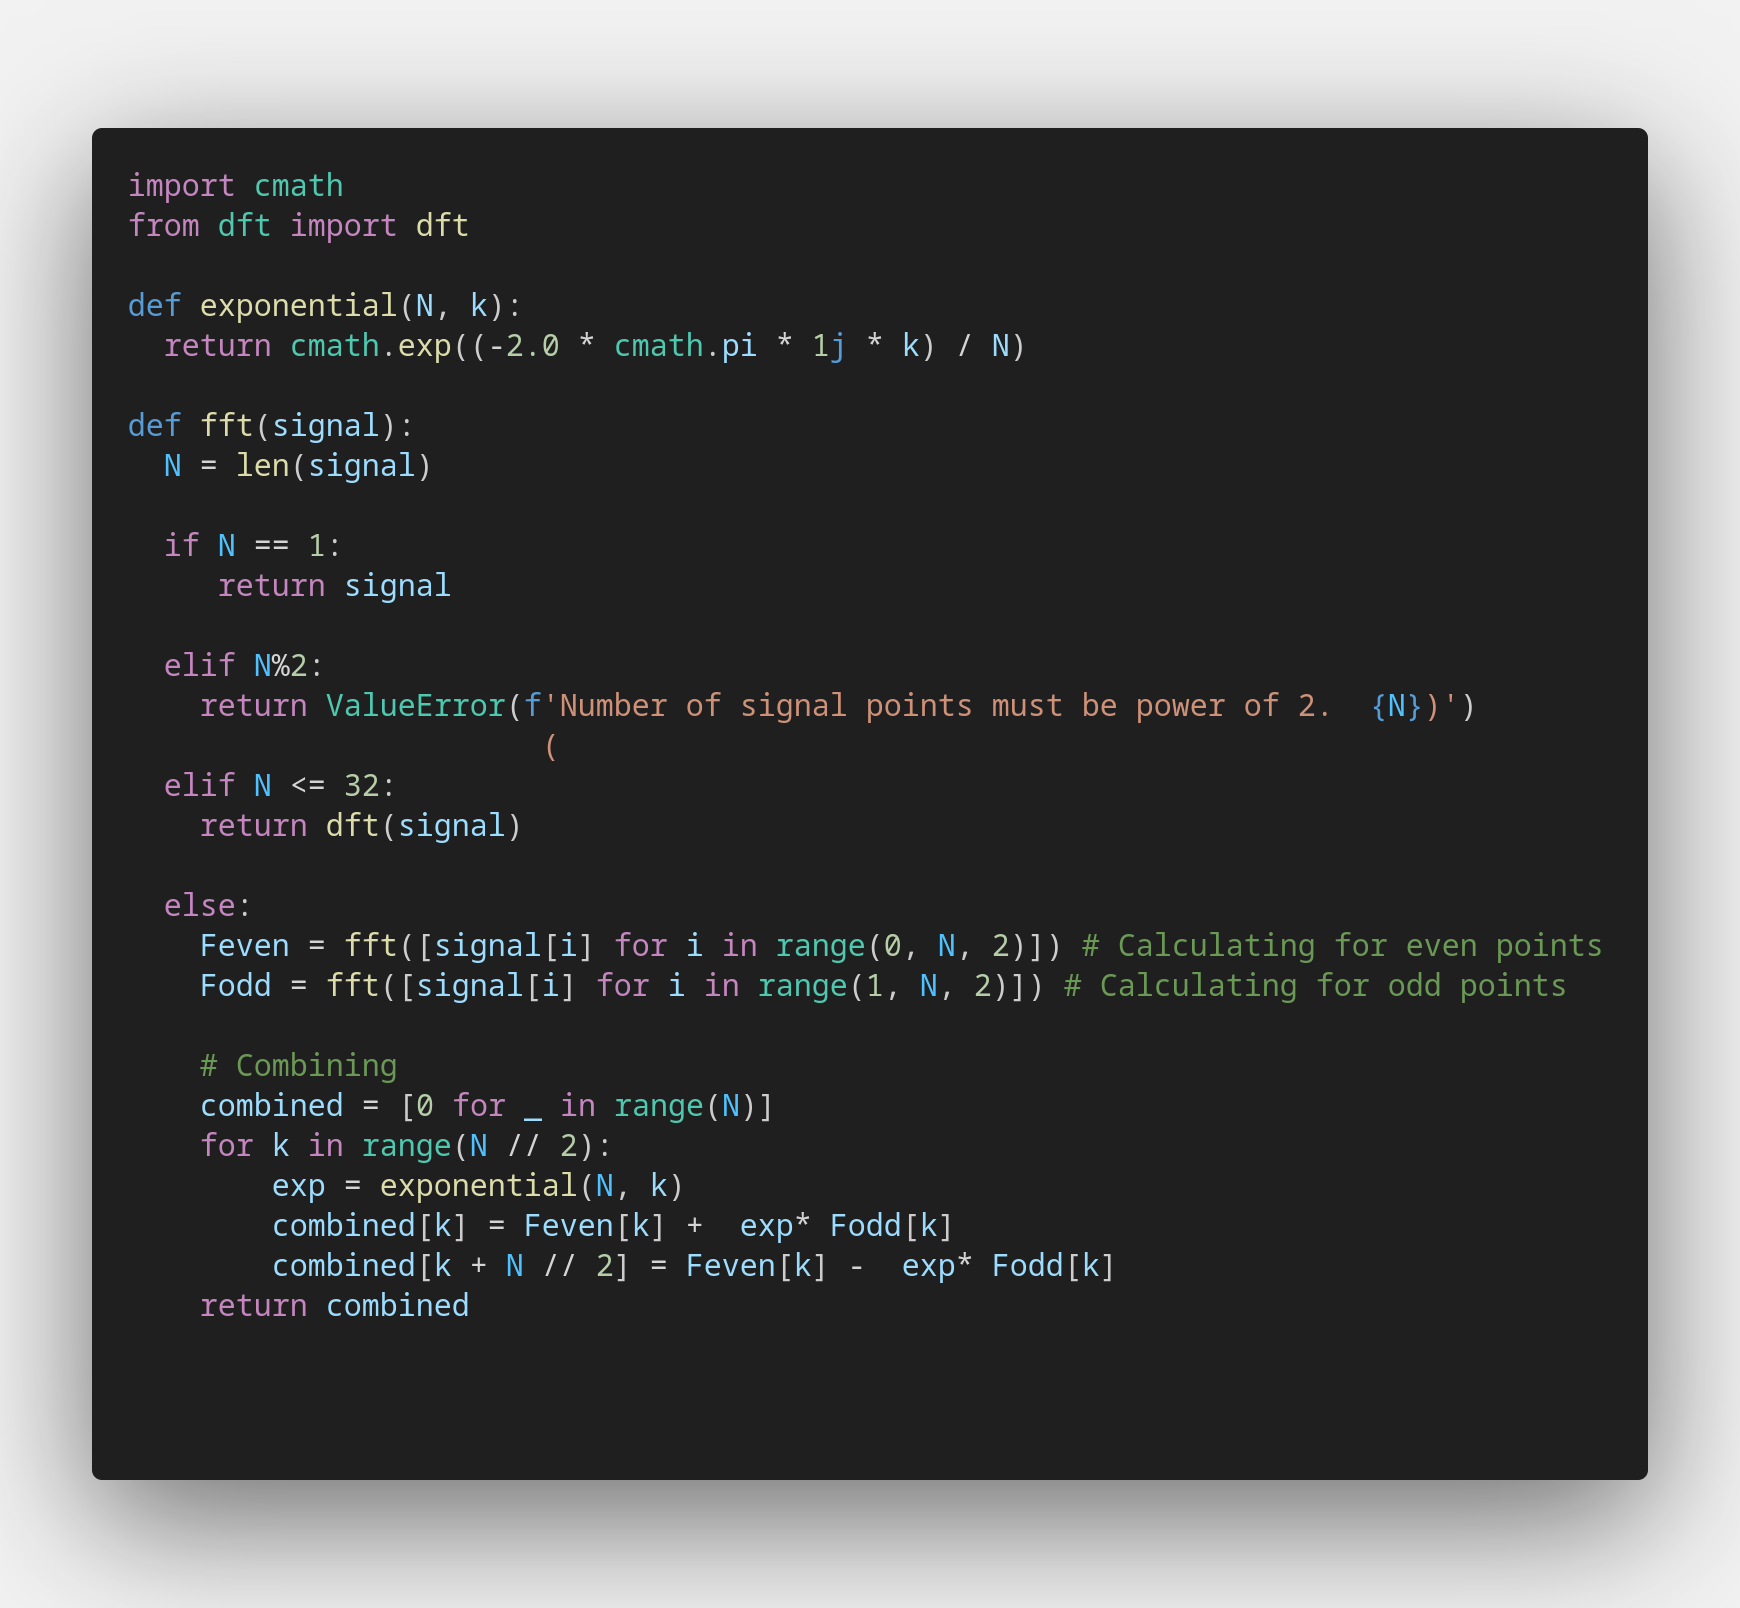 import cmath
from dft import dft

def exponential(N, k):
  return cmath.exp((-2.0 * cmath.pi * 1j * k) / N)

def fft(signal):
  N = len(signal)

  if N == 1:
     return signal

  elif N%2:
    return ValueError(f'Number of signal points must be power of 2.  {N})')
                       (
  elif N <= 32:
    return dft(signal)

  else:
    Feven = fft([signal[i] for i in range(0, N, 2)]) # Calculating for even points
    Fodd = fft([signal[i] for i in range(1, N, 2)]) # Calculating for odd points

    # Combining
    combined = [0 for _ in range(N)]
    for k in range(N // 2):
        exp = exponential(N, k)
        combined[k] = Feven[k] +  exp* Fodd[k]
        combined[k + N // 2] = Feven[k] -  exp* Fodd[k]
    return combined